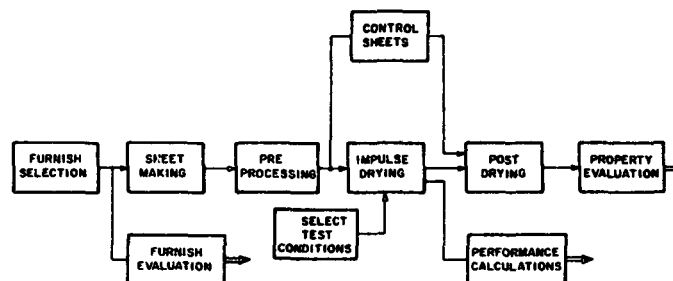 CONTROL
SHEETS
FURNISH
SELECTION
SHEET
MAKING
PRE
PROCESSING
IMPULSE
DRYING
POST
DRYING
PROPERTY
EVALUATION
SELECT
TEST
CONDITIONS
FURNISH
EVALUATION
PERFORMANCE
CALCULATIONS